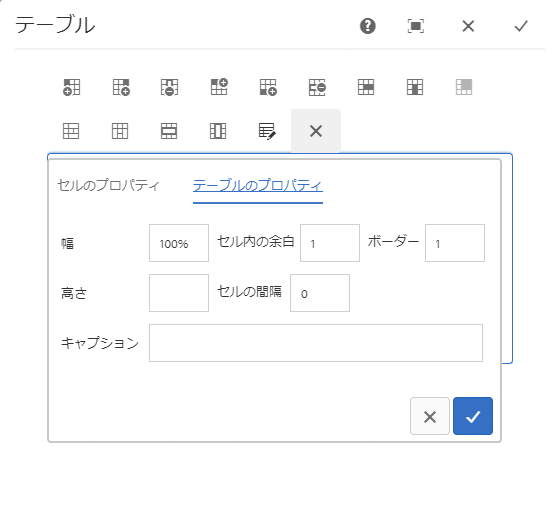 テーブル
セルのプロパティ テーブルのプロパティ
幅 100% セル内の余白 1 ボーダー 1
高さ セルの間隔 0
キャプション